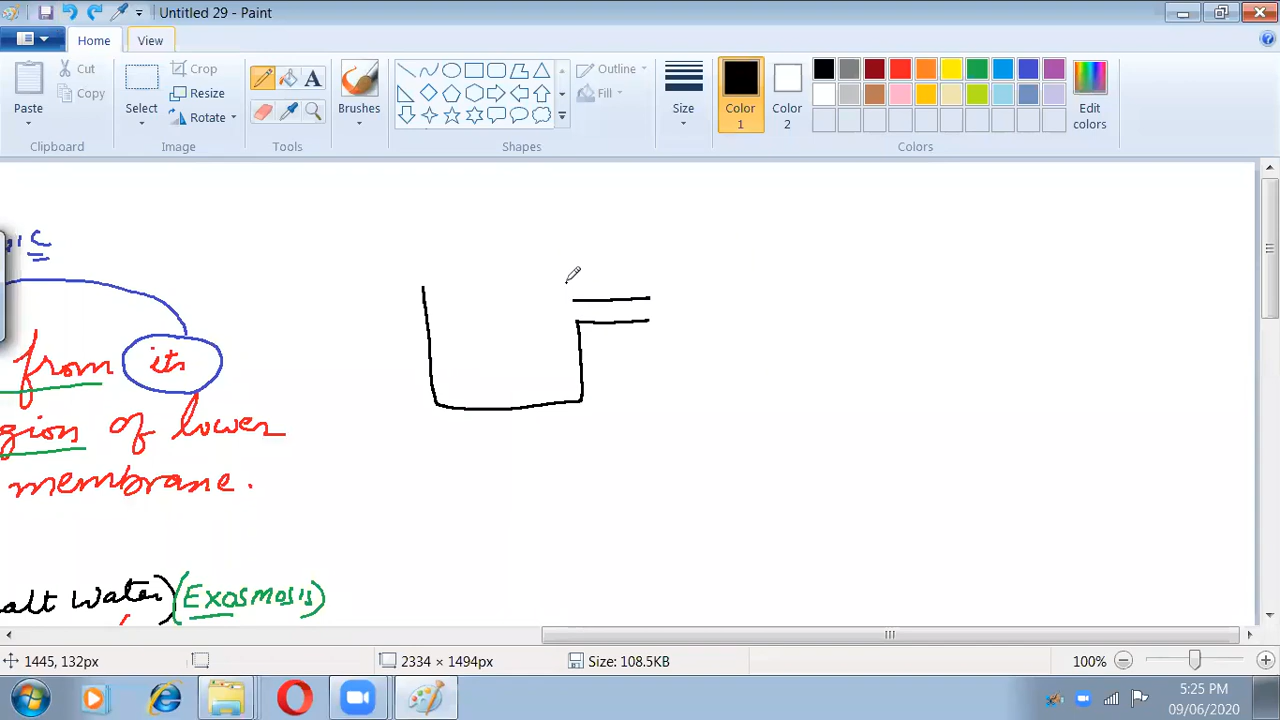 Untitled 29 - Paint
Home View
Paste
Cut
Copy
Clipboard
Select
Crop
Resize
Rotate
Image
A
Tools
Brushes
Outline
Fill
Shapes
Size
Color 1
Color 2
Edit colors
Colors
ic
from its
gion of lower
membrane.
alt Water) (Exosmosis)
1445, 132px
2334 × 1494px
Size: 108.5KB
100%
5:25 PM
09/06/2020